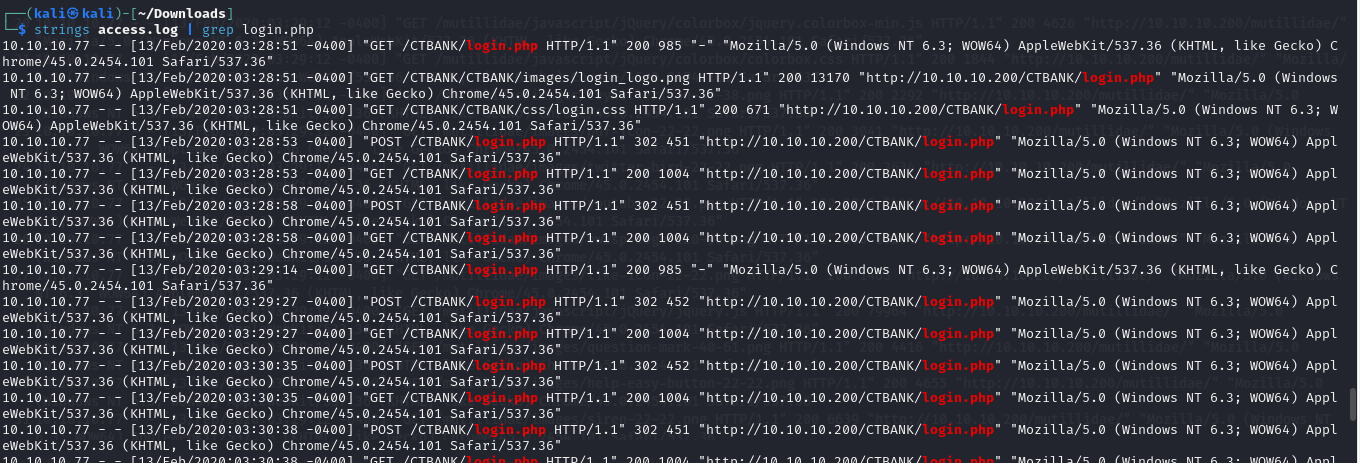 ┌──(kali㉿kali)-[~/Downloads]
└─$ strings access.log | grep login.php
10.10.10.77 - - [13/Feb/2020:03:28:51 -0400] "GET /CTBANK/login.php HTTP/1.1" 200 985 "-" "Mozilla/5.0 (Windows NT 6.3; WOW64) AppleWebKit/537.36 (KHTML, like Gecko) C
hrome/45.0.2454.101 Safari/537.36"
10.10.10.77 - - [13/Feb/2020:03:28:51 -0400] "GET /CTBANK/CTBANK/images/login_logo.png HTTP/1.1" 200 13170 "http://10.10.10.200/CTBANK/login.php" "Mozilla/5.0 (Windows
 NT 6.3; WOW64) AppleWebKit/537.36 (KHTML, like Gecko) Chrome/45.0.2454.101 Safari/537.36"
10.10.10.77 - - [13/Feb/2020:03:28:51 -0400] "GET /CTBANK/CTBANK/css/login.css HTTP/1.1" 200 671 "http://10.10.10.200/CTBANK/login.php" "Mozilla/5.0 (Windows NT 6.3; W
OW64) AppleWebKit/537.36 (KHTML, like Gecko) Chrome/45.0.2454.101 Safari/537.36"
10.10.10.77 - - [13/Feb/2020:03:28:53 -0400] "POST /CTBANK/login.php HTTP/1.1" 302 451 "http://10.10.10.200/CTBANK/login.php" "Mozilla/5.0 (Windows NT 6.3; WOW64) Appl
eWebKit/537.36 (KHTML, like Gecko) Chrome/45.0.2454.101 Safari/537.36"
10.10.10.77 - - [13/Feb/2020:03:28:53 -0400] "GET /CTBANK/login.php HTTP/1.1" 200 1004 "http://10.10.10.200/CTBANK/login.php" "Mozilla/5.0 (Windows NT 6.3; WOW64) Appl
eWebKit/537.36 (KHTML, like Gecko) Chrome/45.0.2454.101 Safari/537.36"
10.10.10.77 - - [13/Feb/2020:03:28:58 -0400] "POST /CTBANK/login.php HTTP/1.1" 302 451 "http://10.10.10.200/CTBANK/login.php" "Mozilla/5.0 (Windows NT 6.3; WOW64) Appl
eWebKit/537.36 (KHTML, like Gecko) Chrome/45.0.2454.101 Safari/537.36"
10.10.10.77 - - [13/Feb/2020:03:28:58 -0400] "GET /CTBANK/login.php HTTP/1.1" 200 1004 "http://10.10.10.200/CTBANK/login.php" "Mozilla/5.0 (Windows NT 6.3; WOW64) Appl
eWebKit/537.36 (KHTML, like Gecko) Chrome/45.0.2454.101 Safari/537.36"
10.10.10.77 - - [13/Feb/2020:03:29:14 -0400] "GET /CTBANK/login.php HTTP/1.1" 200 985 "-" "Mozilla/5.0 (Windows NT 6.3; WOW64) AppleWebKit/537.36 (KHTML, like Gecko) C
hrome/45.0.2454.101 Safari/537.36"
10.10.10.77 - - [13/Feb/2020:03:29:27 -0400] "POST /CTBANK/login.php HTTP/1.1" 302 452 "http://10.10.10.200/CTBANK/login.php" "Mozilla/5.0 (Windows NT 6.3; WOW64) Appl
eWebKit/537.36 (KHTML, like Gecko) Chrome/45.0.2454.101 Safari/537.36"
10.10.10.77 - - [13/Feb/2020:03:29:27 -0400] "GET /CTBANK/login.php HTTP/1.1" 200 1004 "http://10.10.10.200/CTBANK/login.php" "Mozilla/5.0 (Windows NT 6.3; WOW64) Appl
eWebKit/537.36 (KHTML, like Gecko) Chrome/45.0.2454.101 Safari/537.36"
10.10.10.77 - - [13/Feb/2020:03:30:35 -0400] "POST /CTBANK/login.php HTTP/1.1" 302 452 "http://10.10.10.200/CTBANK/login.php" "Mozilla/5.0 (Windows NT 6.3; WOW64) Appl
eWebKit/537.36 (KHTML, like Gecko) Chrome/45.0.2454.101 Safari/537.36"
10.10.10.77 - - [13/Feb/2020:03:30:35 -0400] "GET /CTBANK/login.php HTTP/1.1" 200 1004 "http://10.10.10.200/CTBANK/login.php" "Mozilla/5.0 (Windows NT 6.3; WOW64) Appl
eWebKit/537.36 (KHTML, like Gecko) Chrome/45.0.2454.101 Safari/537.36"
10.10.10.77 - - [13/Feb/2020:03:30:38 -0400] "POST /CTBANK/login.php HTTP/1.1" 302 451 "http://10.10.10.200/CTBANK/login.php" "Mozilla/5.0 (Windows NT 6.3; WOW64) Appl
eWebKit/537.36 (KHTML, like Gecko) Chrome/45.0.2454.101 Safari/537.36"
10.10.10.77 - - [13/Feb/2020:03:30:38 -0400] "GET /CTBANK/login.php HTTP/1.1" 200 1004 "http://10.10.10.200/CTBANK/login.php" "Mozilla/5.0 (Windows NT 6.3; WOW64) Appl